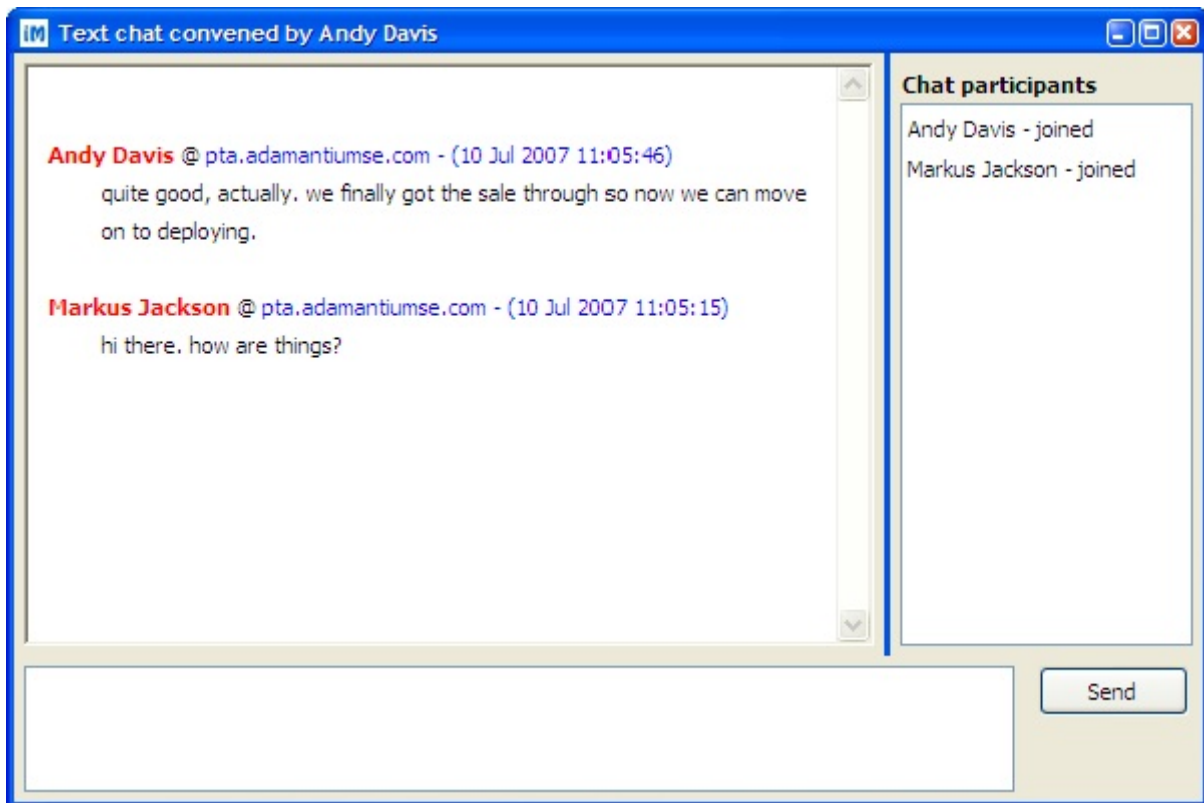 iM Text chat convened by Andy Davis
Andy Davis @ pta.adamantiumse.com - (10 Jul 2007 11:05:46)
quite good, actually. we finally got the sale through so now we can move
on to deploying.
Markus Jackson @ pta.adamantiumse.com - (10 Jul 2007 11:05:15)
hi there. how are things?
Chat participants
Andy Davis - joined
Markus Jackson - joined
Send